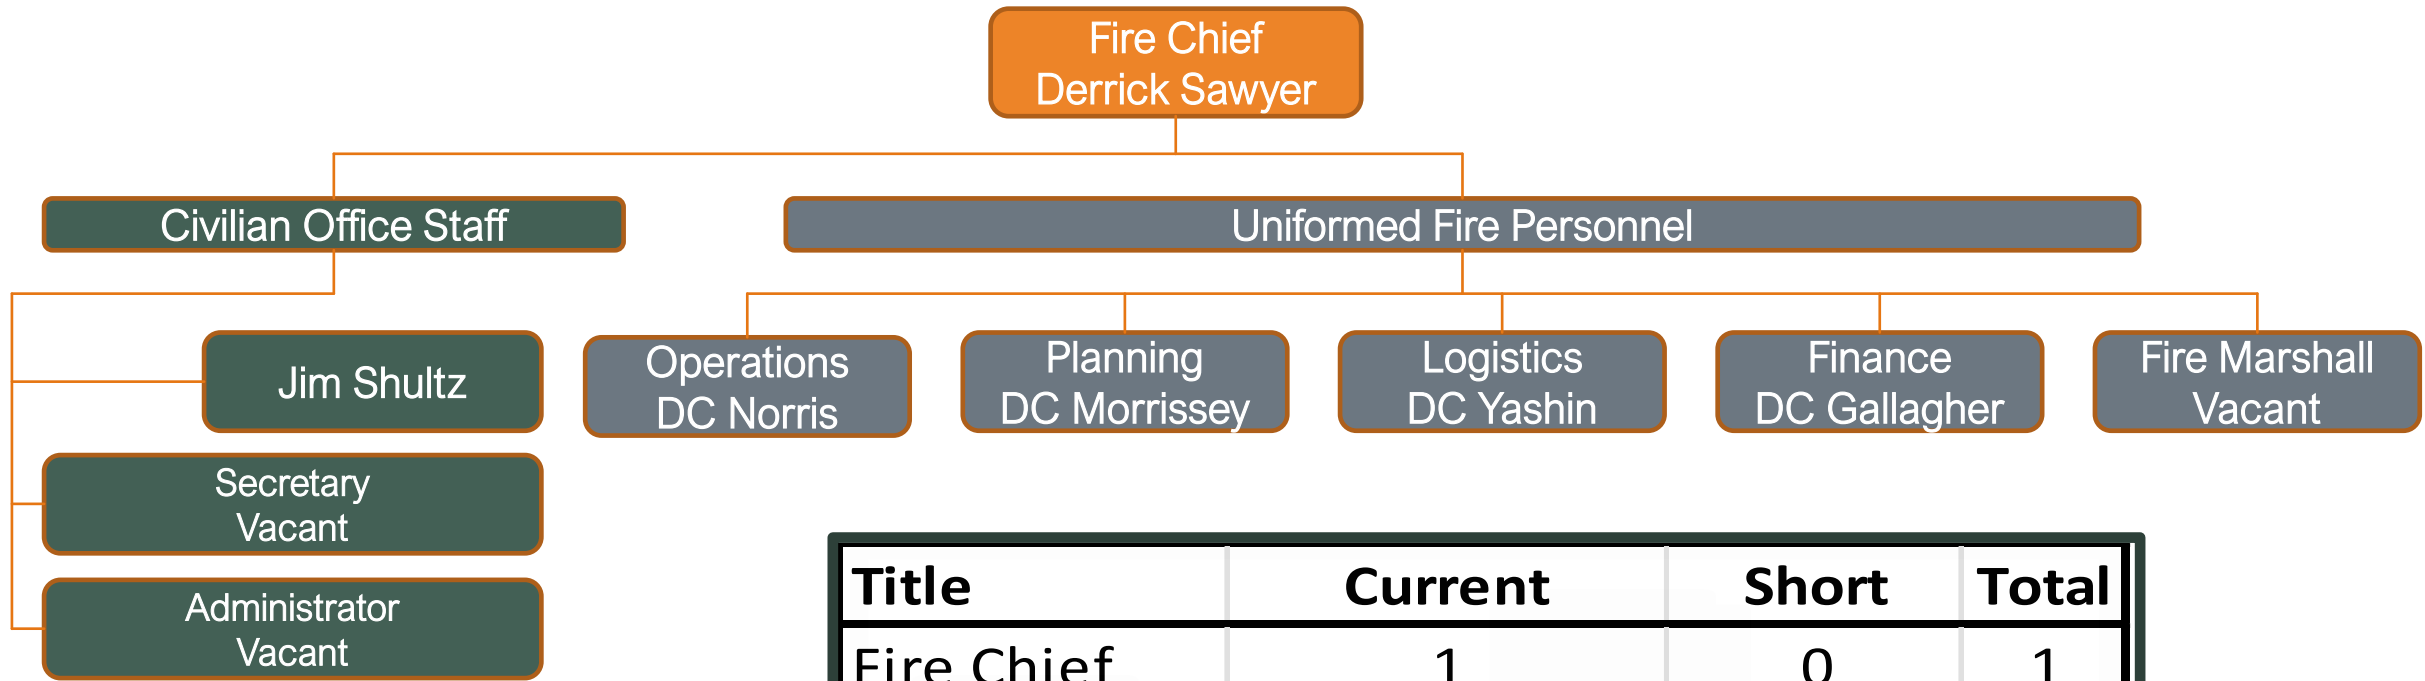 Fire Chief
Derrick Sawyer
Civilian Office Staff
Uniformed Fire Personnel
Jim Shultz
Secretary
Vacant
Administrator
Vacant
Operations
DC Norris
Planning
DC Morrissey
Logistics
DC Yashin
Finance
DC Gallagher
Fire Marshall
Vacant
Title Current Short Total
Fire Chief 1 0 1